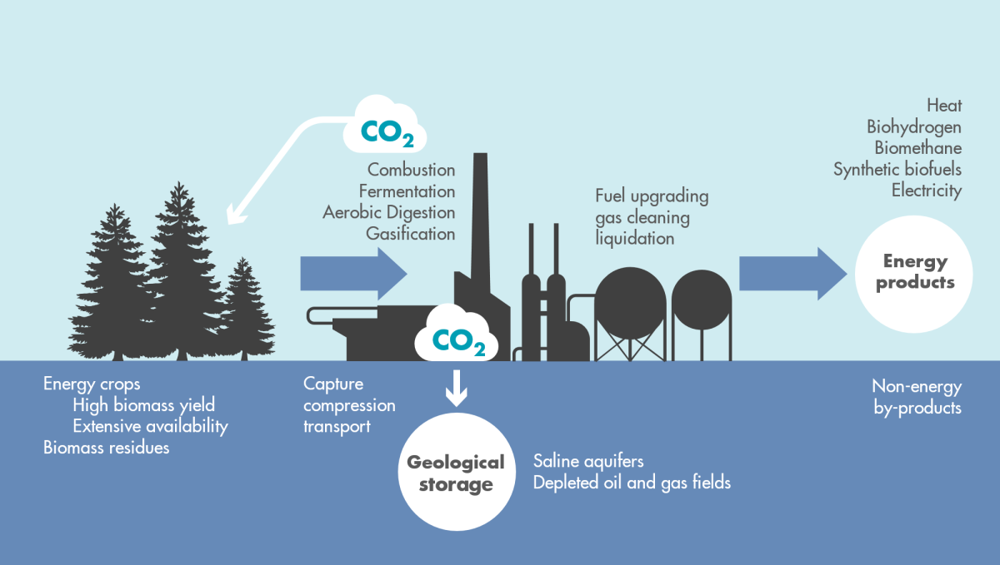 CO₂
Combustion
Fermentation
Aerobic Digestion
Gasification
Fuel upgrading
gas cleaning
liquidation
Heat
Biohydrogen
Biomethane
Synthetic biofuels
Electricity
Energy
products
CO₂
Energy crops
High biomass yield
Extensive availability
Biomass residues
Capture
compression
transport
Geological
storage
Saline aquifers
Depleted oil and gas fields
Non-energy
by-products